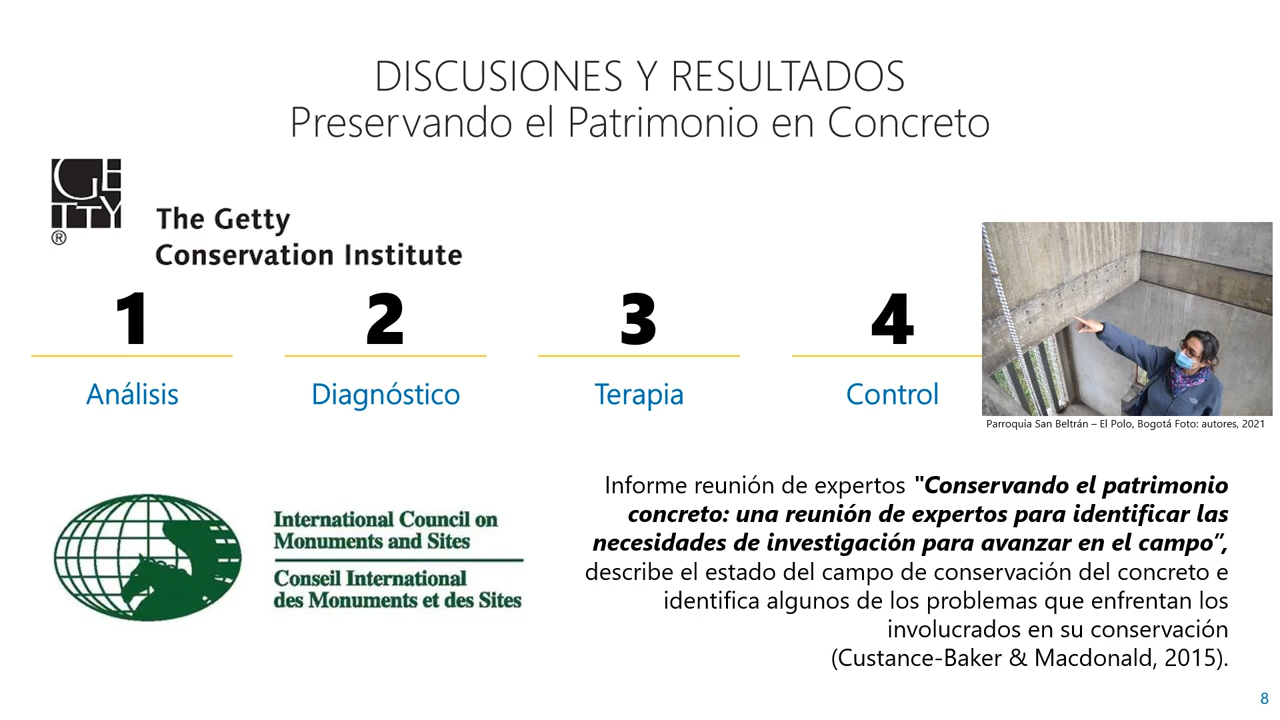 DISCUSIONES Y RESULTADOS
Preservando el Patrimonio en Concreto
GE
TTY
®
The Getty
Conservation Institute
1
2
3
4
Análisis
Diagnóstico
Terapia
Control
Parroquia San Beltrán – El Polo, Bogotá Foto: autores, 2021
International Council on
Monuments and Sites
Conseil International
des Monuments et des Sites
Informe reunión de expertos "Conservando el patrimonio
concreto: una reunión de expertos para identificar las
necesidades de investigación para avanzar en el campo”,
describe el estado del campo de conservación del concreto e
identifica algunos de los problemas que enfrentan los
involucrados en su conservación
(Custance-Baker & Macdonald, 2015).
8